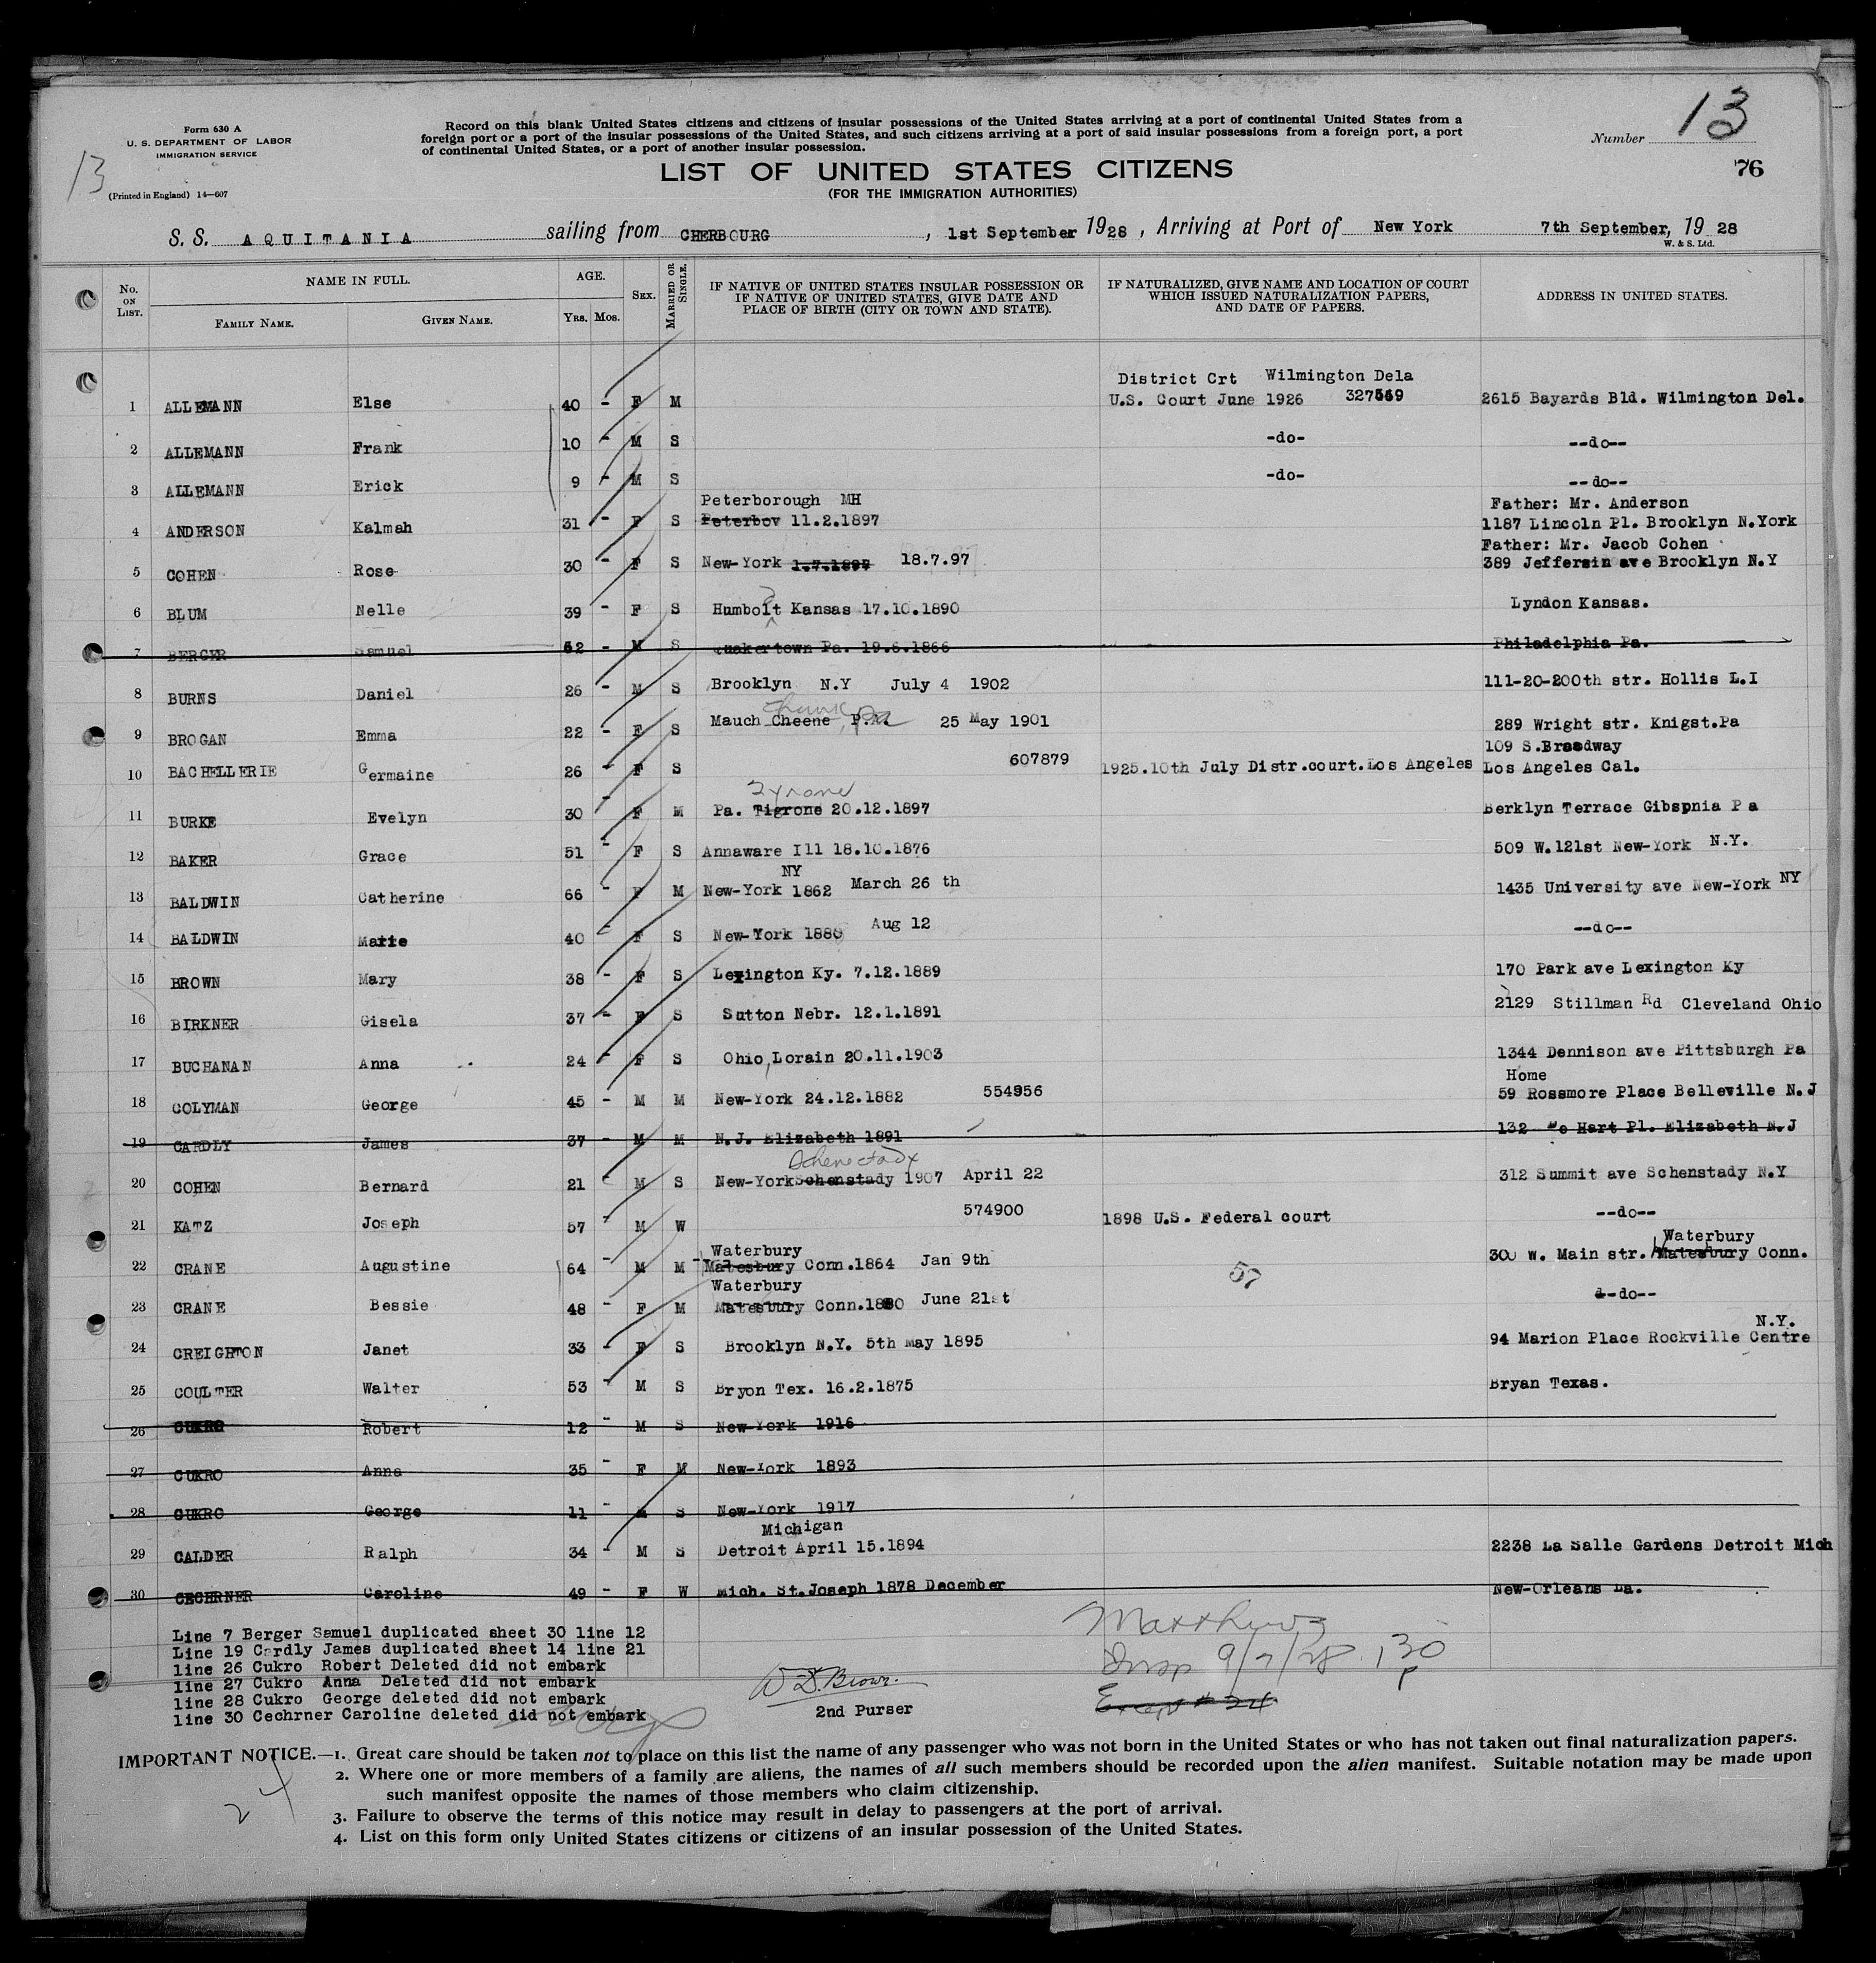 Form 630 A
U. S. DEPARTMENT OF LABOR
IMMIGRATION SERVICE
(Printed in England) 14—607
13
Record on this blank United States citizens and citizens of insular possessions of the United States arriving at a port of continental United States from a
foreign port or a port of the insular possessions of the United States, and such citizens arriving at a port of said insular possessions from a foreign port, a port
of continental United States, or a port of another insular possession.
LIST OF UNITED STATES CITIZENS
(FOR THE IMMIGRATION AUTHORITIES)
Number 13
76
S. S. AQUITANIA sailing from CHERBOURG, 1st September 1928, Arriving at Port of New York 7th September, 1928
W. & S. Ltd.
No. ON LIST. NAME IN FULL. FAMILY NAME. GIVEN NAME. AGE. YRS. MOS. SEX. MARRIED OR SINGLE. IF NATIVE OF UNITED STATES INSULAR POSSESSION OR IF NATIVE OF UNITED STATES, GIVE DATE AND PLACE OF BIRTH (CITY OR TOWN AND STATE). IF NATURALIZED, GIVE NAME AND LOCATION OF COURT WHICH ISSUED NATURALIZATION PAPERS, AND DATE OF PAPERS. ADDRESS IN UNITED STATES.
District Crt Wilmington Dela
1 ALLEMANN Else 40 - F M U.S. Court June 1926 2615 Bayards Bld. Wilmington Del.
2 ALLEMANN Frank 10 - M S -do- --do--
3 ALLEMANN Erick 9 - M S -do- --do--
Peterborough MH Father: Mr. Anderson
4 ANDERSON Kalmah 31 - F S Peterbov 11.2.1897 1187 Lincoln Pl. Brooklyn N.York
Father: Mr. Jacob Cohen
5 COHEN Rose 30 - F S New-York 1.7.1897 18.7.97 389 Jeffersin ave Brooklyn N.Y
6 BLUM Nelle 39 - F S Humbolt Kansas 17.10.1890 Lyndon Kansas.
7 BERGER Samuel 62 - M S Quakertown Pa. 19.6.1866 Philadelphia Pa.
8 BURNS Daniel 26 - M S Brooklyn N.Y July 4 1902 111-20-200th str. Hollis L.I
Chunk Pa
9 BROGAN Emma 22 - F S Mauch Cheene, P.A. 25 May 1901 289 Wright str. Knigst.Pa
607879 109 S.Broadway
10 BACHELLERIE Germaine 26 - F S 1925.10th July Distr.court.Los Angeles Los Angeles Cal.
Tyrone
11 BURKE Evelyn 30 - F M Pa. Tigrone 20.12.1897 Berklyn Terrace Gibspnia P a
12 BAKER Grace 51 - F S Annaware Ill 18.10.1876 509 W.121st New-York N.Y.
NY
13 BALDWIN Catherine 66 - F M New-York 1862 March 26 th 1435 University ave New-York NY
14 BALDWIN Marie 40 - F S New-York 1888 Aug 12 --do--
15 BROWN Mary 38 - F S Lexington Ky. 7.12.1889 170 Park ave Lexington Ky
16 BIRKNER Gisela 37 - F S Sutton Nebr. 12.1.1891 2129 Stillman Rd Cleveland Ohio
17 BUCHANAN Anna 24 - F S Ohio,Lorain 20.11.1903 1344 Dennison ave Pittsburgh Pa
Home
18 COLYMAN George 45 - M M New-York 24.12.1882 554956 59 Rossmore Place Belleville N.J
19 CARDLY James 37 - M M N.J. Elizabeth 1891 132 De Hart Pl. Elizabeth N.J
Schenectady
20 COHEN Bernard 21 - M S New-York Schenstady 1907 April 22 312 Summit ave Schenstady N.Y
574900
21 KATZ Joseph 57 - M W 1898 U.S. Federal court --do--
Waterbury Waterbury
22 CRANE Augustine 64 - M M Matesbury Conn.1864 Jan 9th 300 W. Main str. Matesbury Conn.
57
Waterbury
23 CRANE Bessie 48 - F M Matesbury Conn.1880 June 21st --do--
N.Y.
24 CREIGHTON Janet 33 - F S Brooklyn N.Y. 5th May 1895 94 Marion Place Rockville Centre
25 COULTER Walter 53 - M S Bryon Tex. 16.2.1875 Bryan Texas.
26 CUKRO Robert 12 - M S New-York 1916
27 CUKRO Anna 35 - F M New-York 1893
28 CUKRO George 11 - M S New-York 1917
Michigan
29 CALDER Ralph 34 - M S Detroit April 15.1894 2238 La Salle Gardens Detroit Mich
30 CECHRNER Caroline 49 - F W Mich. St.Joseph 1878 December New-Orleans La.
Line 7 Berger Samuel duplicated sheet 30 line 12
Line 19 Cardly James duplicated sheet 14 line 21
line 26 Cukro Robert Deleted did not embark
line 27 Cukro Anna Deleted did not embark
line 28 Cukro George deleted did not embark
line 30 Cechrner Caroline deleted did not embark
W D. Brown.
2nd Purser
Matthews
Insp 9/7/28 130 P
Except # 24
IMPORTANT NOTICE.—1. Great care should be taken not to place on this list the name of any passenger who was not born in the United States or who has not taken out final naturalization papers.
2. Where one or more members of a family are aliens, the names of all such members should be recorded upon the alien manifest. Suitable notation may be made upon
such manifest opposite the names of those members who claim citizenship.
3. Failure to observe the terms of this notice may result in delay to passengers at the port of arrival.
4. List on this form only United States citizens or citizens of an insular possession of the United States.
24